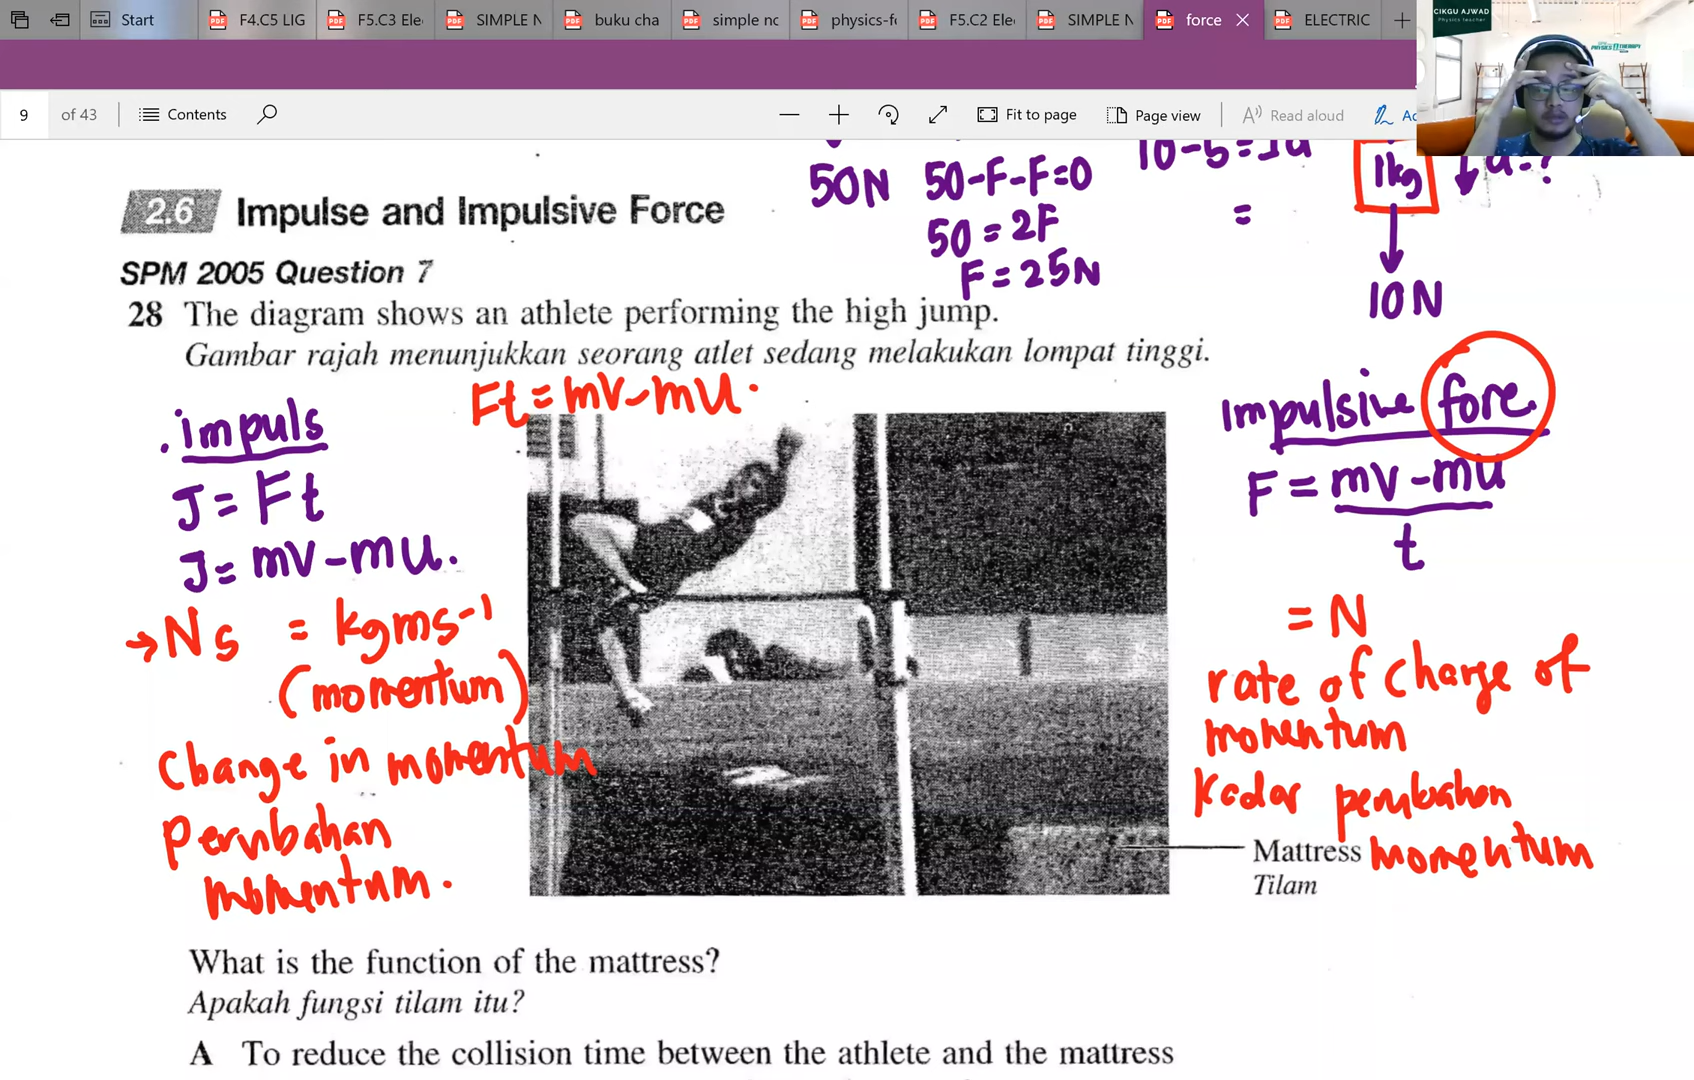 Start
F4.C5 LIG
F5.C3 Ele
SIMPLE N
buku cha
simple nc
physics-fo
F5.C2 Ele
SIMPLE N
force
ELECTRIC
CIKGU AJWAD
Physics teacher
9 of 43
Contents
Fit to page
Page view
Read aloud
50N
50-F-F=0
50=2F
F=25N
=
1kg
10N
2.6 Impulse and Impulsive Force
SPM 2005 Question 7
28 The diagram shows an athlete performing the high jump.
Gambar rajah menunjukkan seorang atlet sedang melakukan lompat tinggi.
Ft=mv-mu.
.impuls
J=Ft
J=mv-mu.
→Ns = kgms-1
(momentum)
Change in momentum
Perubahan
momentum.
Impulsive fore
F=mv-mu
t
=N
rate of change of
momentum
Kadar perubahan
momentum
Mattress
Tilam
What is the function of the mattress?
Apakah fungsi tilam itu?
A To reduce the collision time between the athlete and the mattress